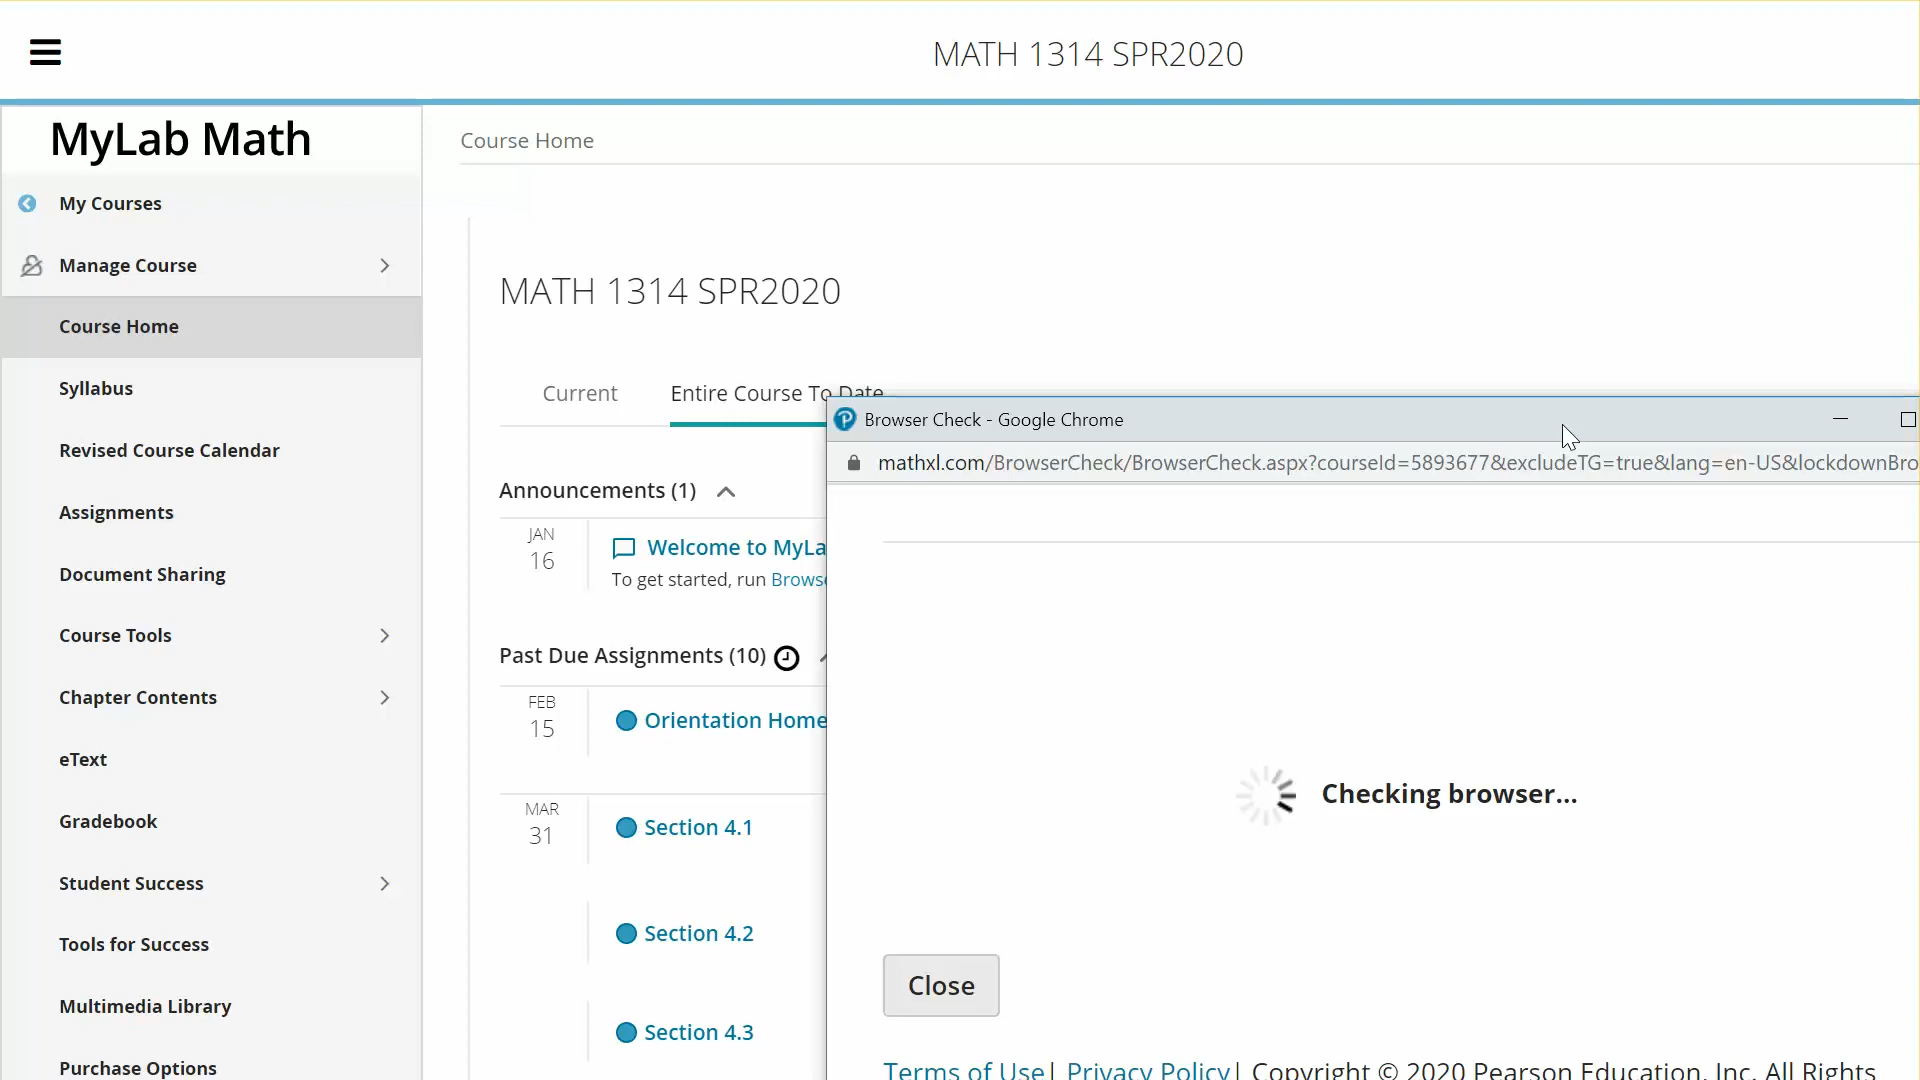 MATH 1314 SPR2020
MyLab Math
My Courses
Manage Course
Course Home
Syllabus
Revised Course Calendar
Assignments
Document Sharing
Course Tools
Chapter Contents
eText
Gradebook
Student Success
Tools for Success
Multimedia Library
Purchase Options
Course Home
MATH 1314 SPR2020
Current
Entire Course To Date
Announcements (1)
JAN
16
Welcome to MyLa
To get started, run Brows
Past Due Assignments (10)
FEB
15
Orientation Home
MAR
31
Section 4.1
Section 4.2
Section 4.3
Browser Check - Google Chrome
mathxl.com/BrowserCheck/BrowserCheck.aspx?courseId=5893677&excludeTG=true&lang=en-US&lockdownBro
Checking browser...
Close
Terms of Use| Privacy Policy| Copyright © 2020 Pearson Education, Inc. All Rights